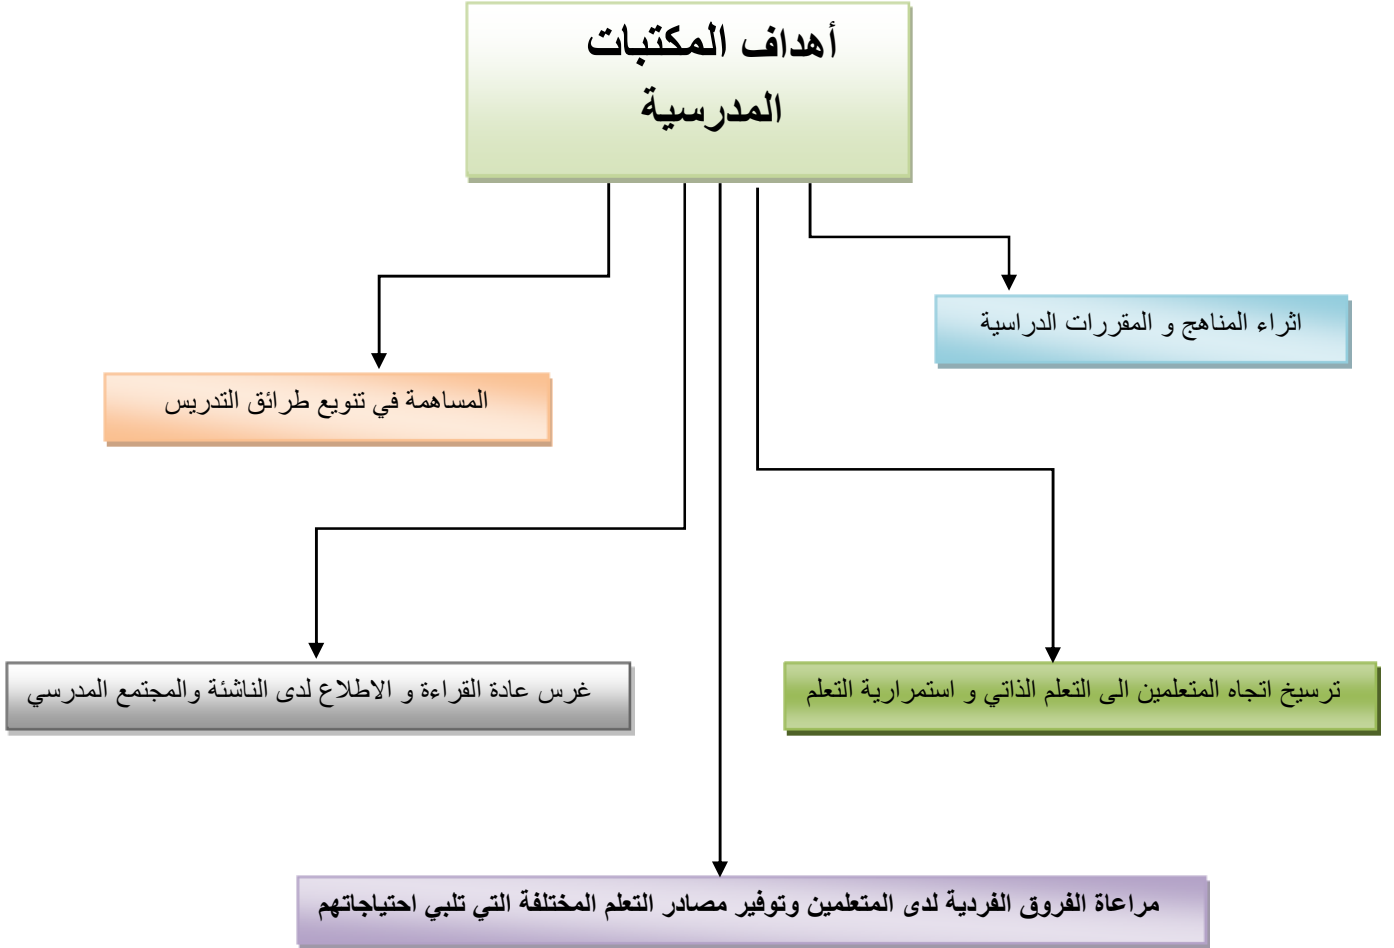 أهداف المكتبات
المدرسية
اثراء المناهج و المقررات الدراسية
المساهمة في تنويع طرائق التدريس
ترسيخ اتجاه المتعلمين الى التعلم الذاتي و استمرارية التعلم
غرس عادة القراءة و الاطلاع لدى الناشئة والمجتمع المدرسي
مراعاة الفروق الفردية لدى المتعلمين وتوفير مصادر التعلم المختلفة التي تلبي احتياجاتهم